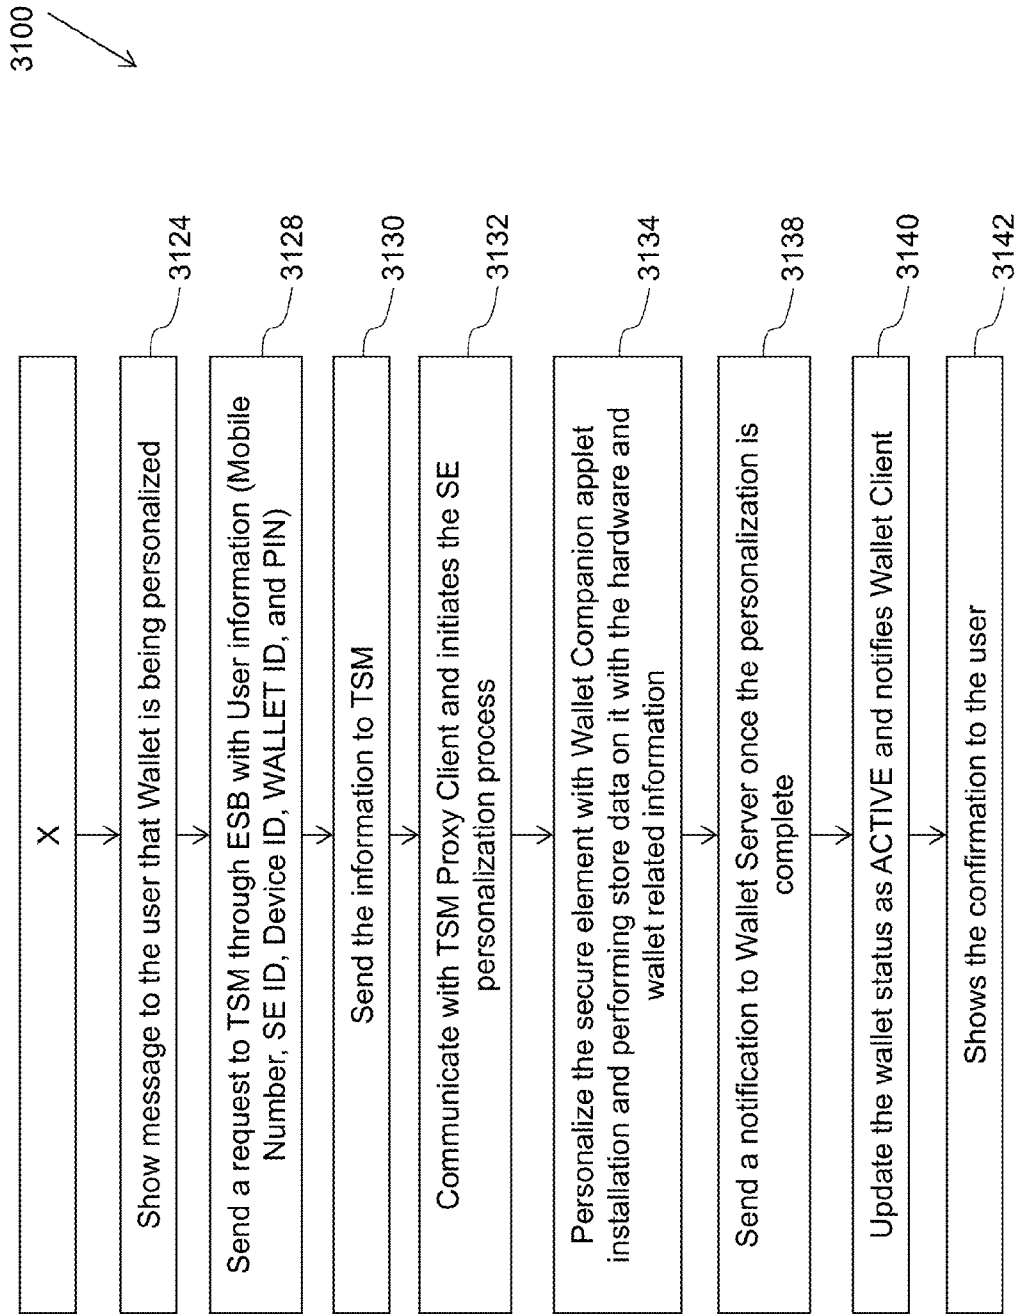 3100
X
Show message to the user that Wallet is being personalized
3124
Send a request to TSM through ESB with User information (Mobile
Number, SE ID, Device ID, WALLET ID, and PIN)
3128
Send the information to TSM
3130
Communicate with TSM Proxy Client and initiates the SE
personalization process
3132
Personalize the secure element with Wallet Companion applet
installation and performing store data on it with the hardware and
wallet related information
3134
Send a notification to Wallet Server once the personalization is
complete
3138
Update the wallet status as ACTIVE and notifies Wallet Client
3140
Shows the confirmation to the user
3142